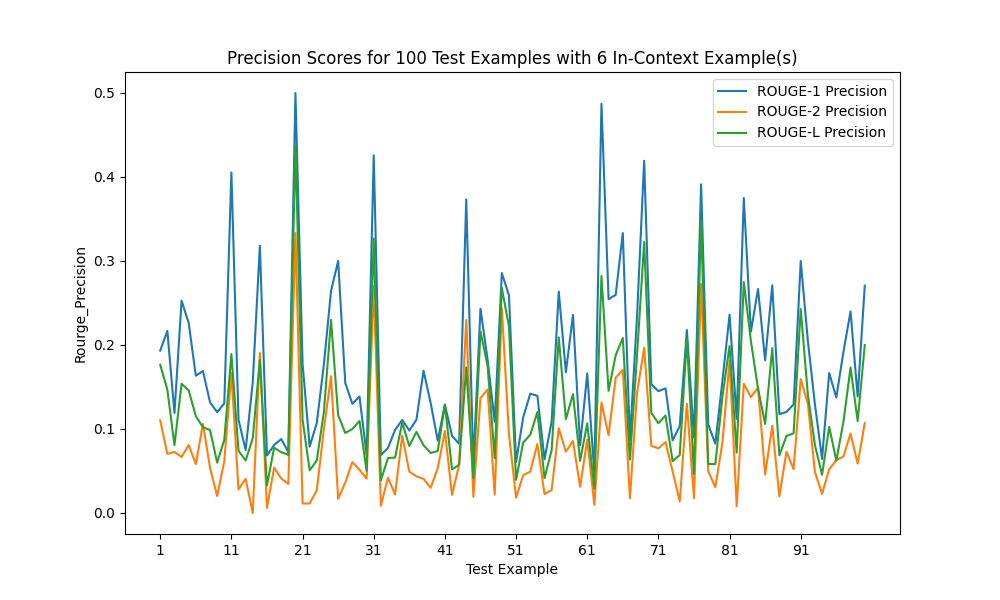 Precision Scores for 100 Test Examples with 6 In-Context Example(s)
ROUGE-1 Precision
ROUGE-2 Precision
ROUGE-L Precision
Rourge_Precision
0.5
0.4
0.3
0.2
0.1
0.0
1 11 21 31 41 51 61 71 81 91
Test Example